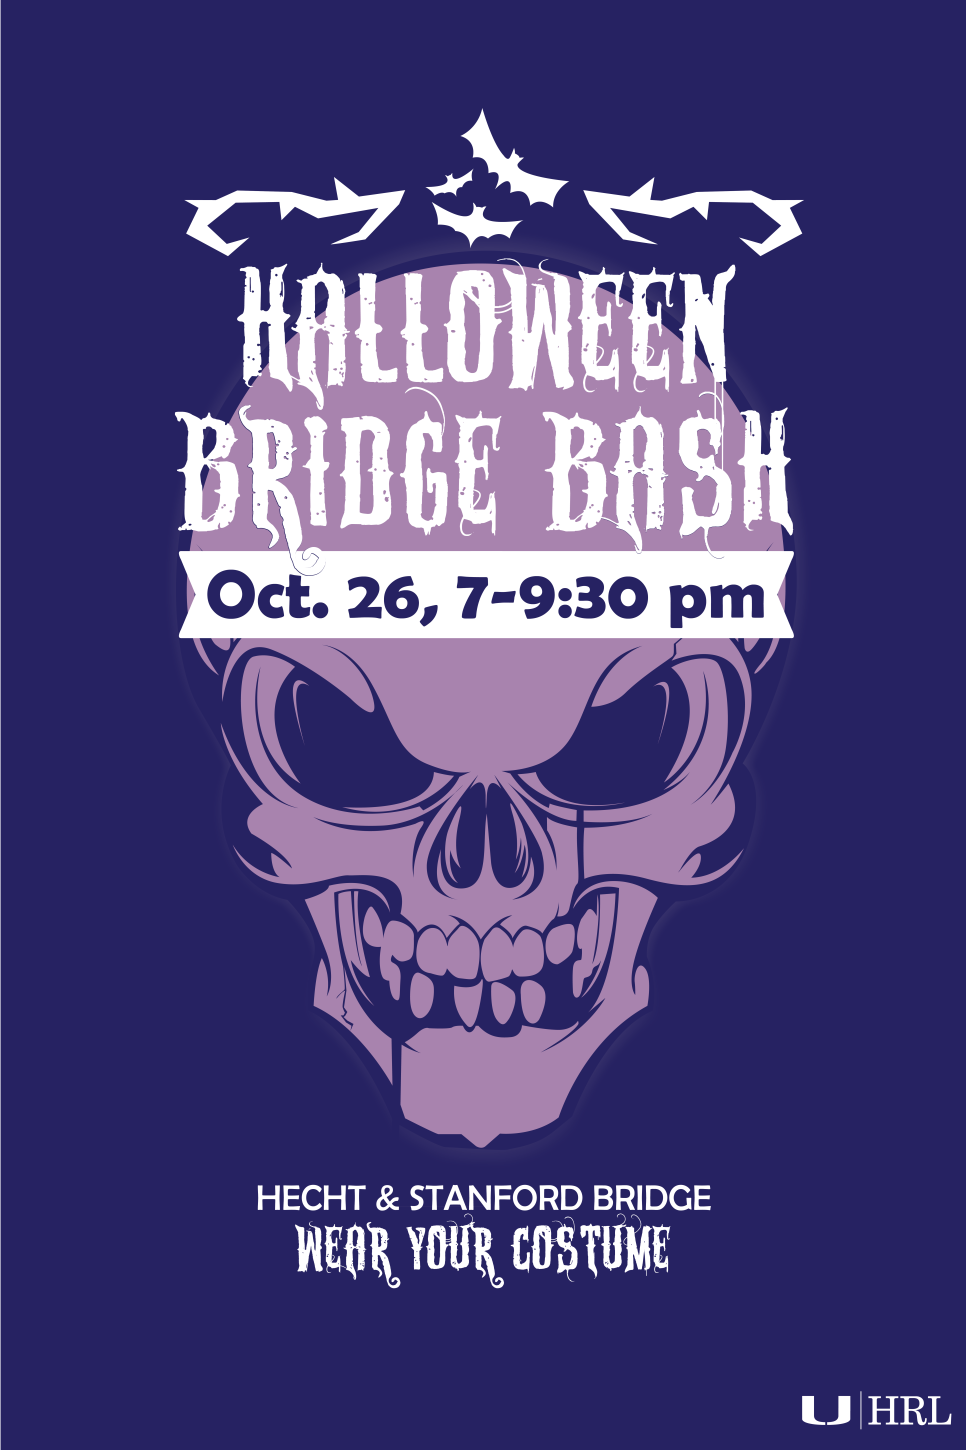 HALLOWEEN
BRIDGE BASH
Oct. 26, 7-9:30 pm
HECHT & STANFORD BRIDGE
WEAR YOUR COSTUME
U | HRL